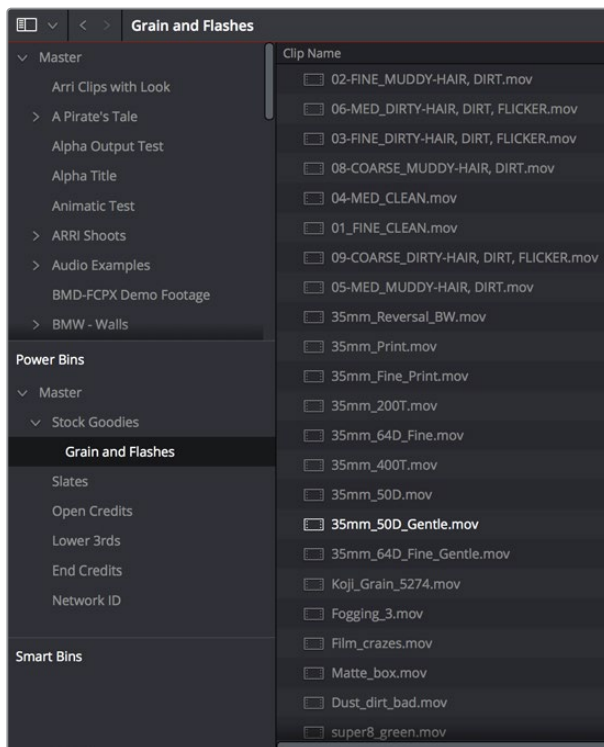 Grain and Flashes
Master
Arri Clips with Look
A Pirate's Tale
Alpha Output Test
Alpha Title
Animatic Test
ARRI Shoots
Audio Examples
BMD-FCPX Demo Footage
BMW - Walls
Power Bins
Master
Stock Goodies
Grain and Flashes
Slates
Open Credits
Lower 3rds
End Credits
Network ID
Smart Bins
Clip Name
02-FINE_MUDDY-HAIR, DIRT.mov
06-MED_DIRTY-HAIR, DIRT, FLICKER.mov
03-FINE_DIRTY-HAIR, DIRT, FLICKER.mov
08-COARSE_MUDDY-HAIR, DIRT.mov
04-MED_CLEAN.mov
01_FINE_CLEAN.mov
09-COARSE_DIRTY-HAIR, DIRT, FLICKER.mov
05-MED_MUDDY-HAIR, DIRT.mov
35mm_Reversal_BW.mov
35mm_Print.mov
35mm_Fine_Print.mov
35mm_200T.mov
35mm_64D_Fine.mov
35mm_400T.mov
35mm_50D.mov
35mm_50D_Gentle.mov
35mm_64D_Fine_Gentle.mov
Koji_Grain_5274.mov
Fogging_3.mov
Film_crazes.mov
Matte_box.mov
Dust_dirt_bad.mov
super8_green.mov